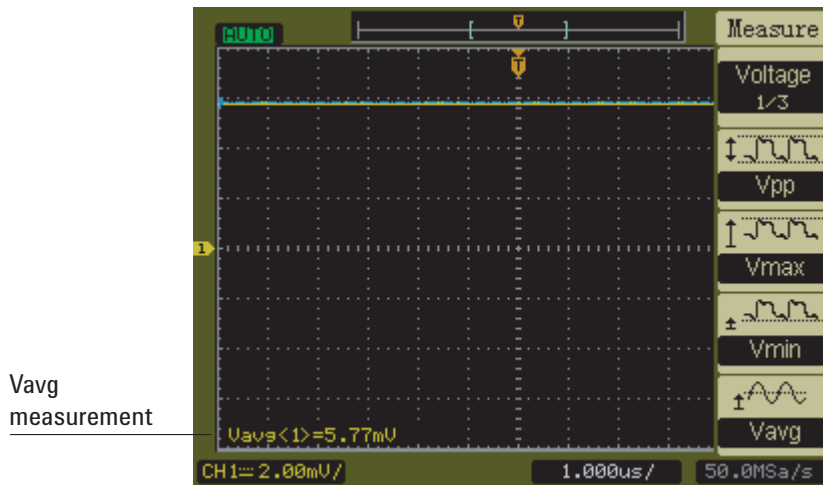 AUTO
T
Measure
T
Voltage
1/3
Vpp
1
Vmax
Vmin
Vavg
measurement
Vavg<1>=5.77mV
Vavg
CH1 2.00mV/
1.000us/
50.0MSa/s